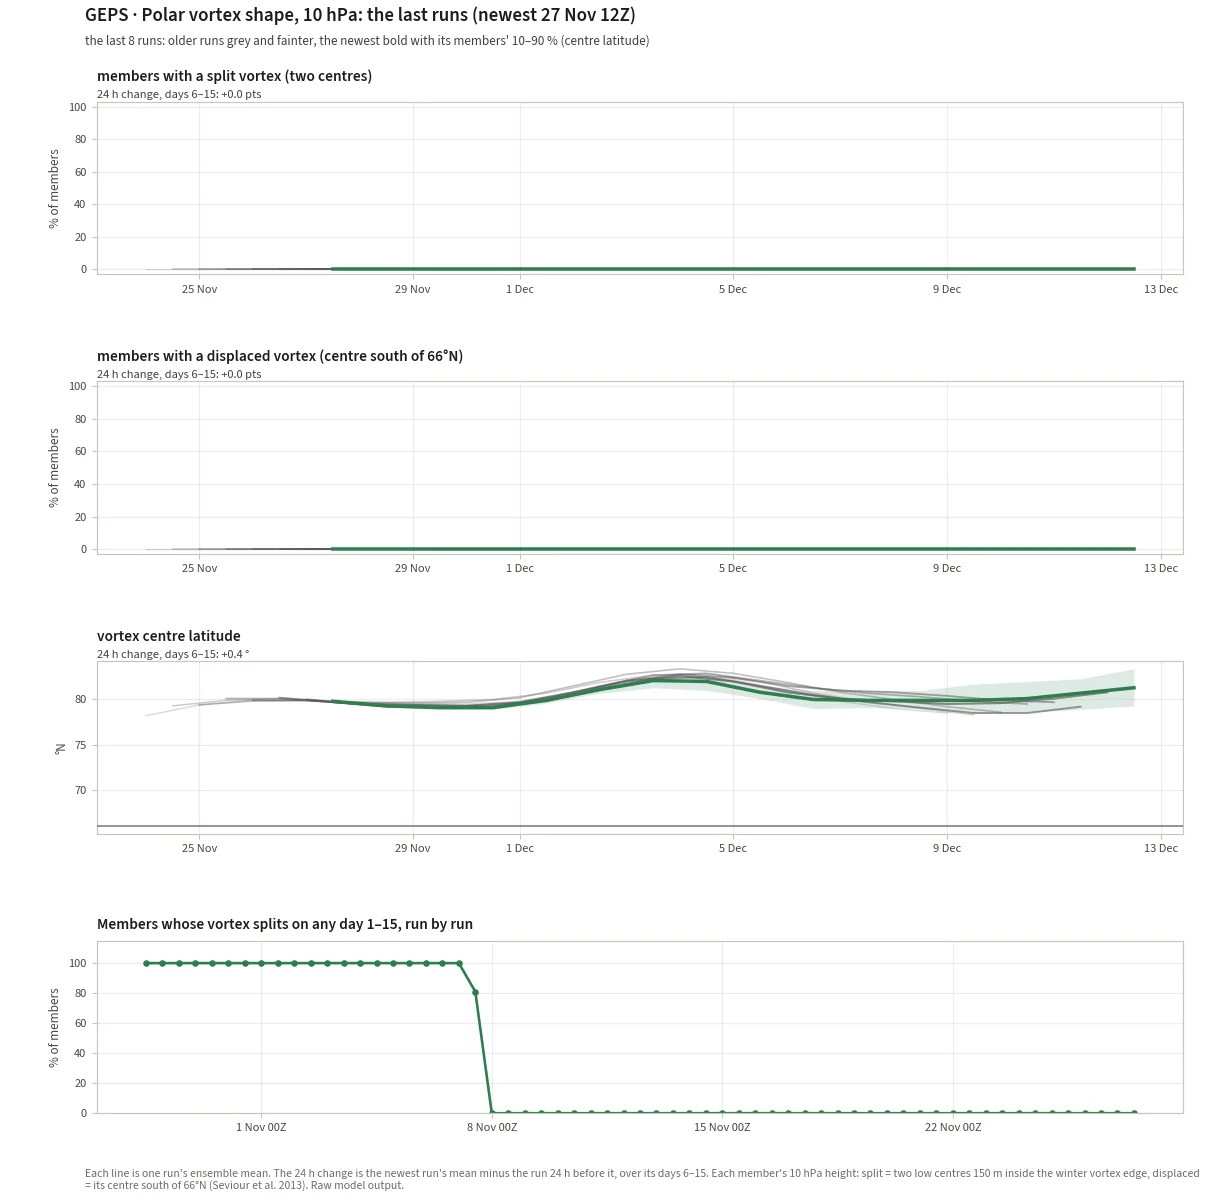 GEPS · Polar vortex shape, 10 hPa: the last runs (newest 27 Nov 12Z)
the last 8 runs: older runs grey and fainter, the newest bold with its members' 10–90 % (centre latitude)
members with a split vortex (two centres)
24 h change, days 6–15: +0.0 pts
100
80
60
40
20
0
% of members
25 Nov
29 Nov
1 Dec
5 Dec
9 Dec
13 Dec
members with a displaced vortex (centre south of 66°N)
24 h change, days 6–15: +0.0 pts
100
80
60
40
20
0
% of members
25 Nov
29 Nov
1 Dec
5 Dec
9 Dec
13 Dec
vortex centre latitude
24 h change, days 6–15: +0.4 °
80
75
70
°N
25 Nov
29 Nov
1 Dec
5 Dec
9 Dec
13 Dec
Members whose vortex splits on any day 1–15, run by run
100
80
60
40
20
0
% of members
1 Nov 00Z
8 Nov 00Z
15 Nov 00Z
22 Nov 00Z
Each line is one run's ensemble mean. The 24 h change is the newest run's mean minus the run 24 h before it, over its days 6–15. Each member's 10 hPa height: split = two low centres 150 m inside the winter vortex edge, displaced
= its centre south of 66°N (Seviour et al. 2013). Raw model output.